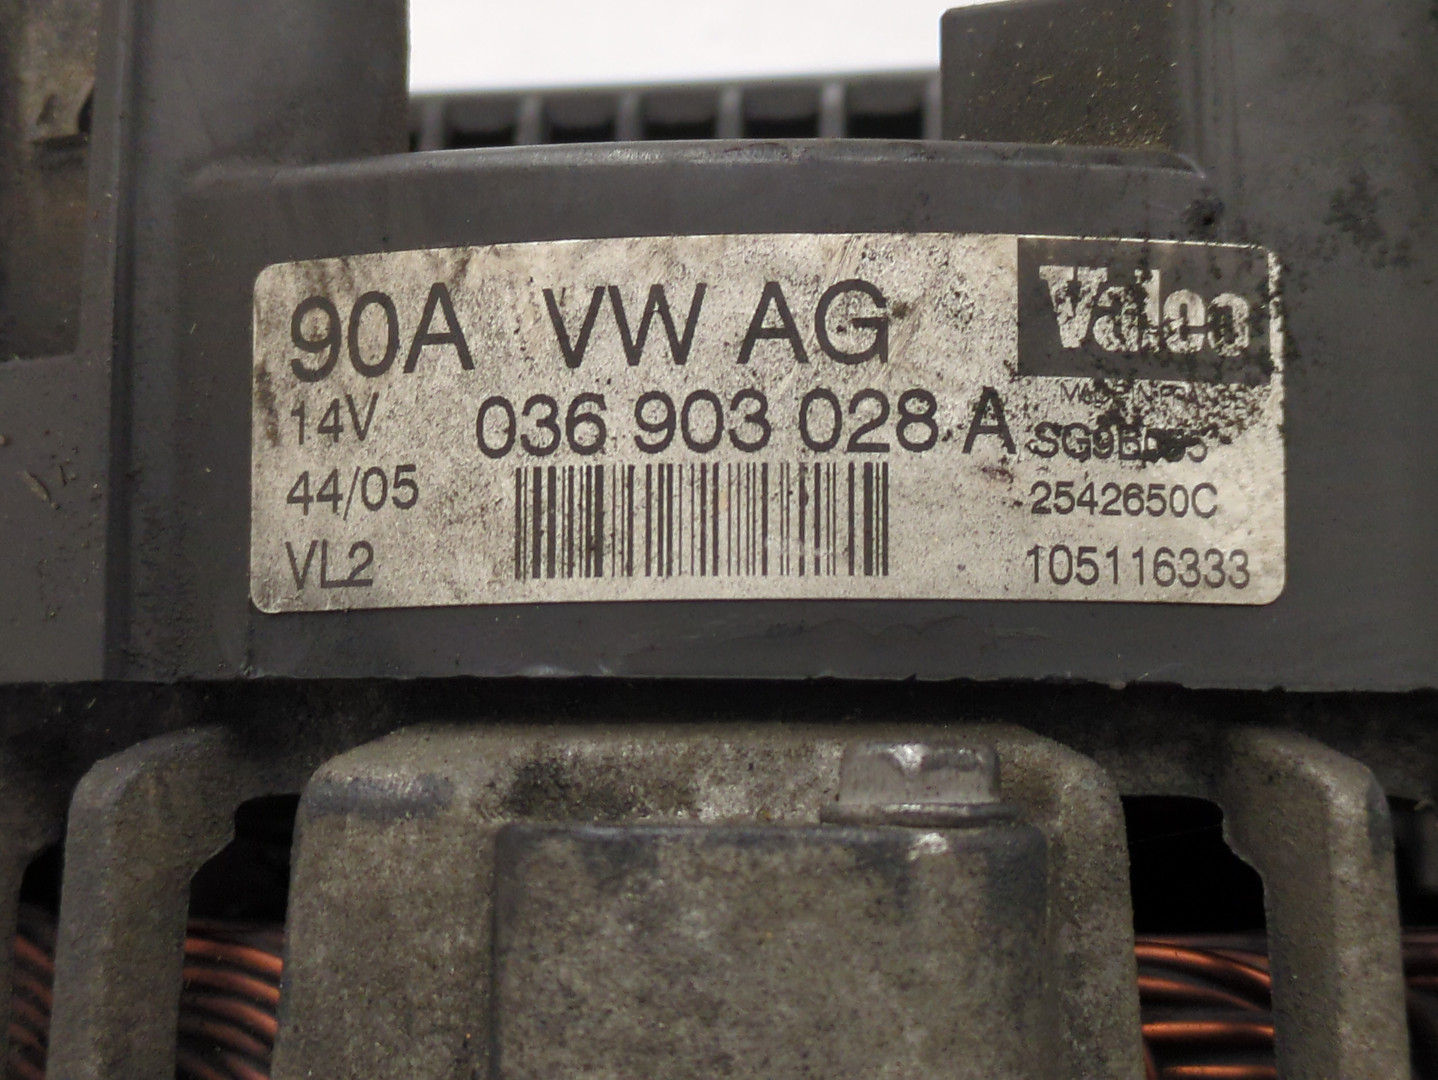 90A VW AG Valeo
14V 036 903 028 A
44/05 2542650C
VL2 105116333